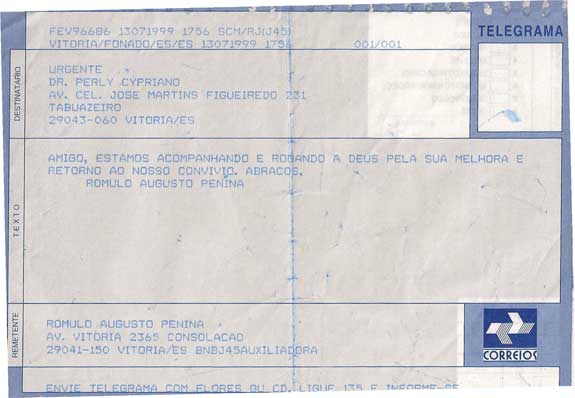 FEV96686 13071999 1756 SCM/RJ(J45)
VITORIA/FONADO/ES/ES 13071999 1756 001/001
TELEGRAMA
DESTINATÁRIO
URGENTE
DR. PERLY CYPRIANO
AV. CEL. JOSE MARTINS FIGUEIREDO 231
TABUAZEIRO
29043-060 VITORIA/ES
TEXTO
AMIGO, ESTAMOS ACOMPANHANDO E ROGANDO A DEUS PELA SUA MELHORA E
RETORNO AO NOSSO CONVIVIO. ABRACOS,
ROMULO AUGUSTO PENINA
REMETENTE
ROMULO AUGUSTO PENINA
AV. VITORIA 2365 CONSOLACAO
29041-150 VITORIA/ES BNBJ45AUXILIADORA
CORREIOS
ENVIE TELEGRAMA COM FLORES OU CD. LIGUE 135 E INFORME-SE